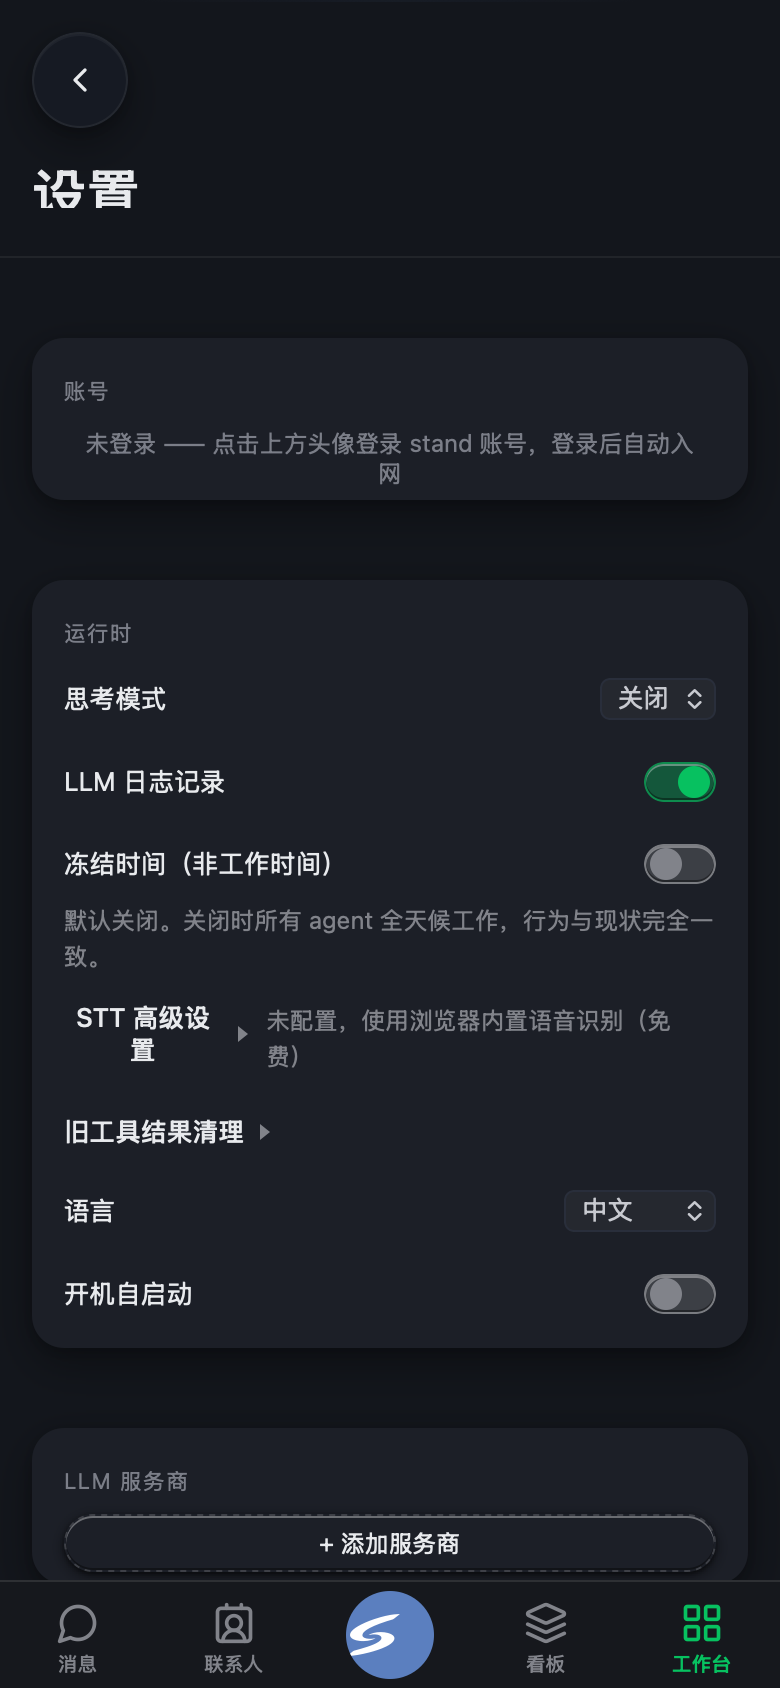 设置
账号
未登录 —— 点击上方头像登录 stand 账号，登录后自动入
网
运行时
思考模式
关闭
LLM 日志记录
冻结时间（非工作时间）
默认关闭。关闭时所有 agent 全天候工作，行为与现状完全一
致。
STT 高级设
置
未配置，使用浏览器内置语音识别（免
费）
旧工具结果清理
语言
中文
开机自启动
LLM 服务商
+ 添加服务商
消息
联系人
看板
工作台